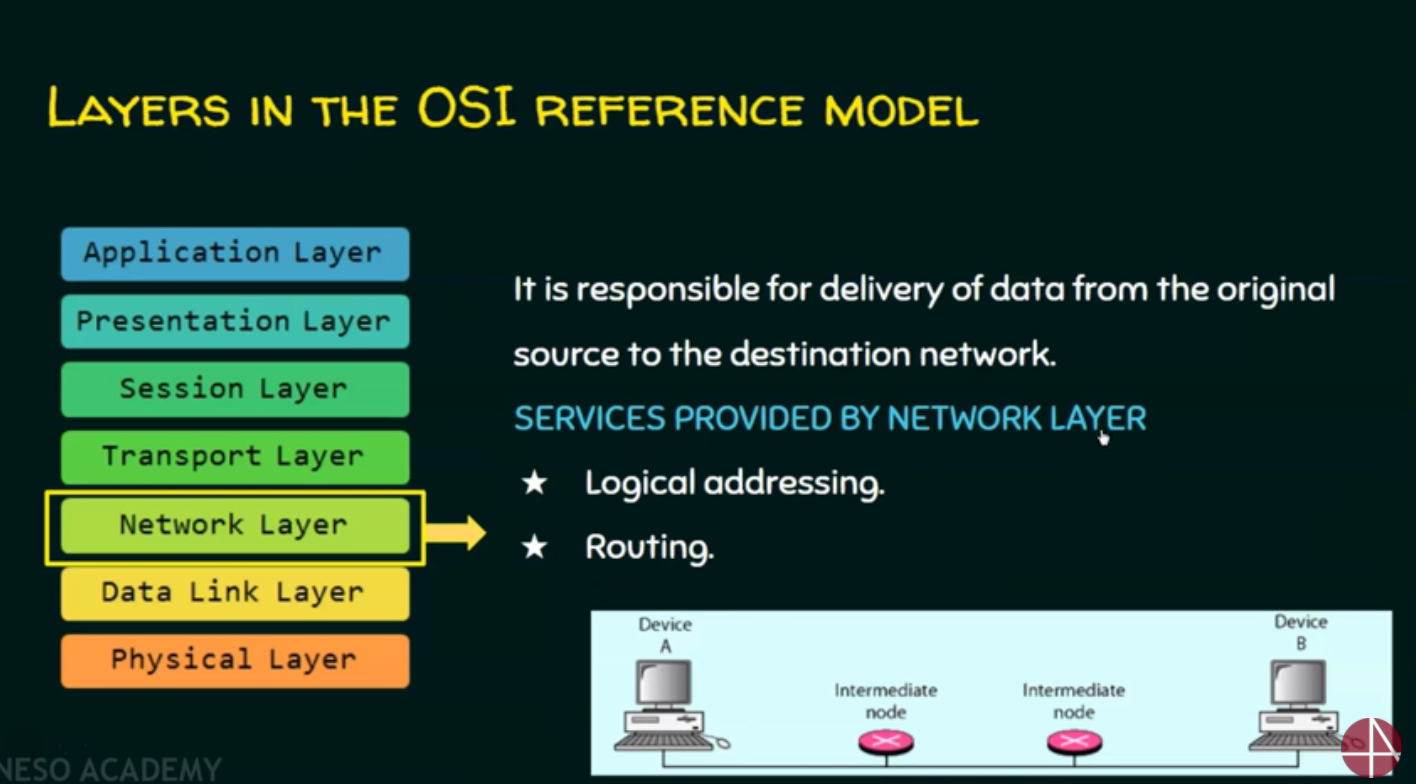 LAYERS IN THE OSI REFERENCE MODEL
Application Layer
Presentation Layer
Session Layer
Transport Layer
Network Layer
Data Link Layer
Physical Layer
It is responsible for delivery of data from the original
source to the destination network.
SERVICES PROVIDED BY NETWORK LAYER
★ Logical addressing.
★ Routing.
Device
A
Intermediate
node
Intermediate
node
Device
B
NESO ACADEMY